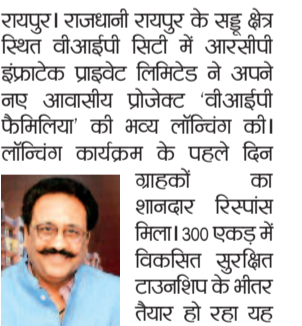 रायपुर। राजधानी रायपुर के सड्डू क्षेत्र
स्थित वीआईपी सिटी में आरसीपी
इंफ्राटेक प्राइवेट लिमिटेड ने अपने
नए आवासीय प्रोजेक्ट ‘वीआईपी
फैमिलिया’ की भव्य लॉन्चिंग की।
लॉन्चिंग कार्यक्रम के पहले दिन
ग्राहकों का
शानदार रिस्पांस
मिला। 300 एकड़ में
विकसित सुरक्षित
टाउनशिप के भीतर
तैयार हो रहा यह